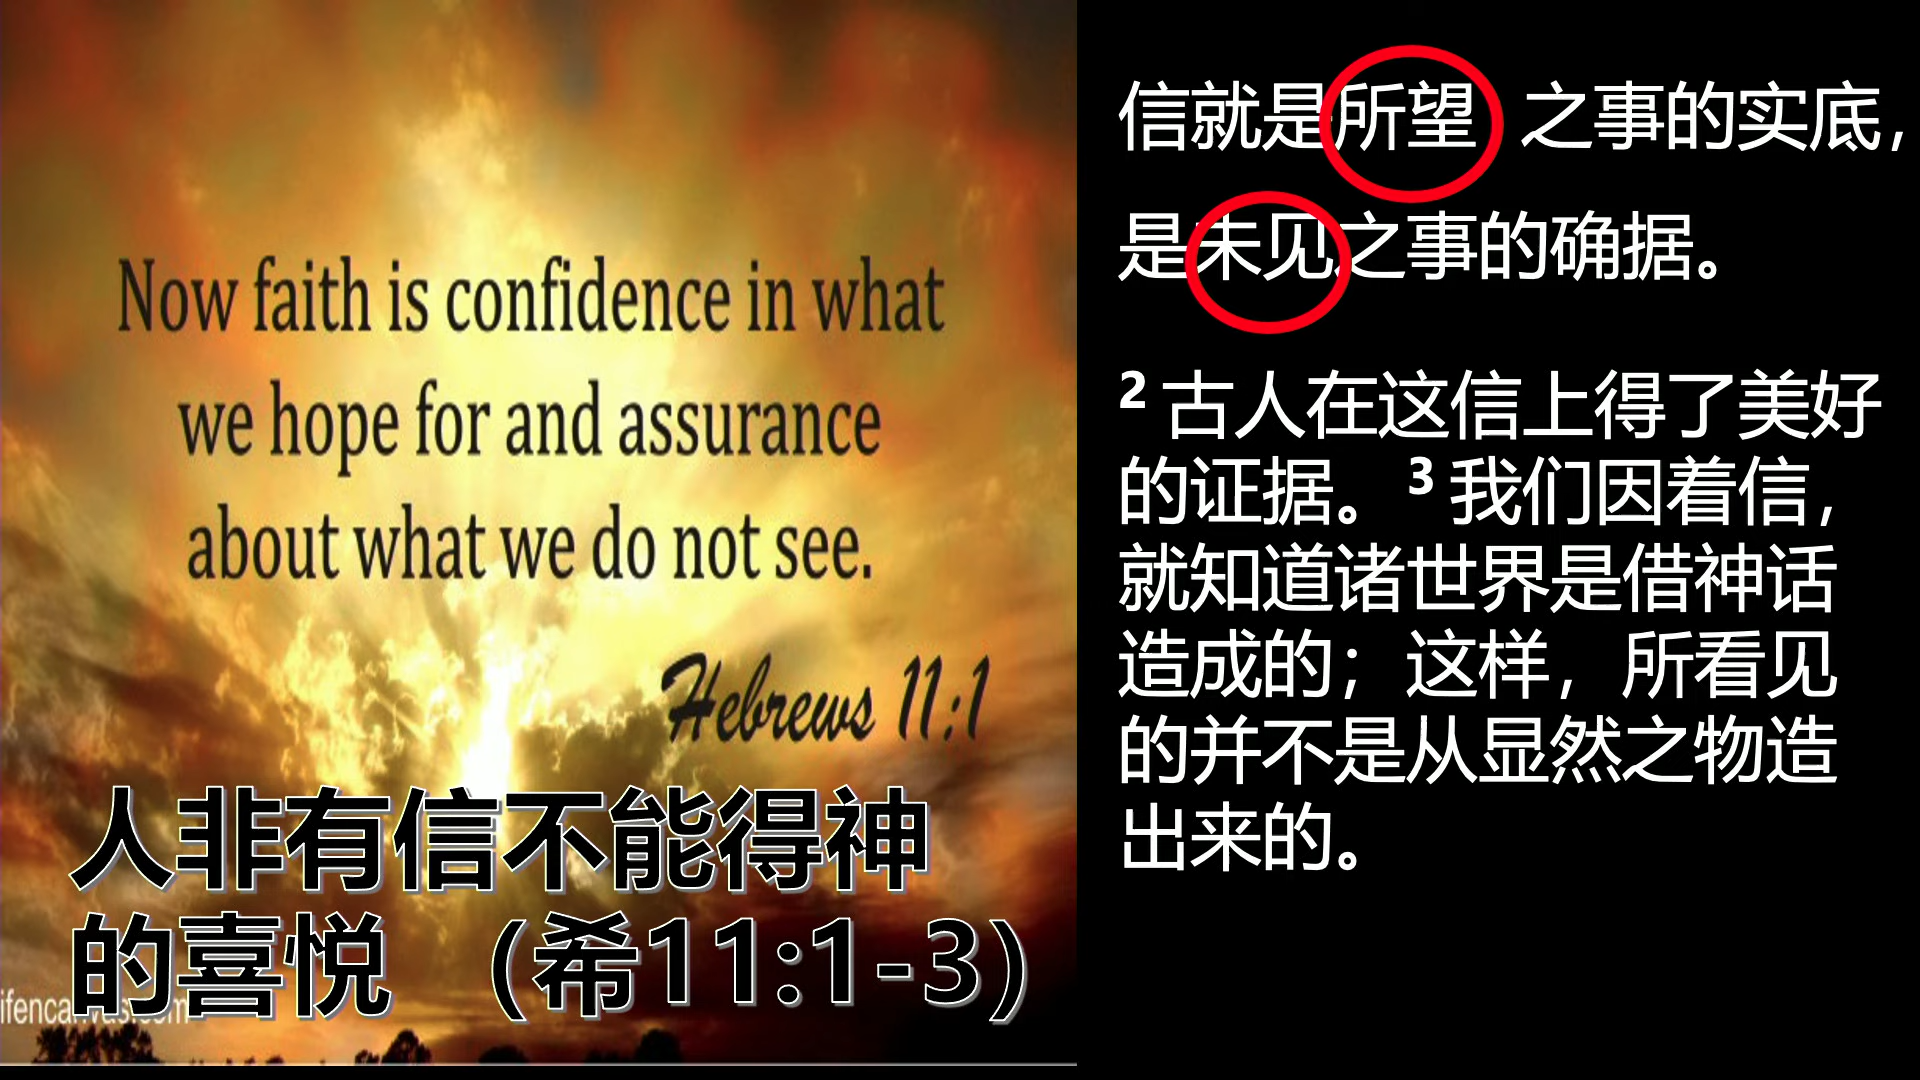 Now faith is confidence in what
we hope for and assurance
about what we do not see.
Hebrews 11:1
人非有信不能得神
的喜悦 （希11:1-3）
ifencanvas.com
信就是所望 之事的实底，
是未见之事的确据。
2 古人在这信上得了美好
的证据。3 我们因着信，
就知道诸世界是借神话
造成的；这样，所看见
的并不是从显然之物造
出来的。